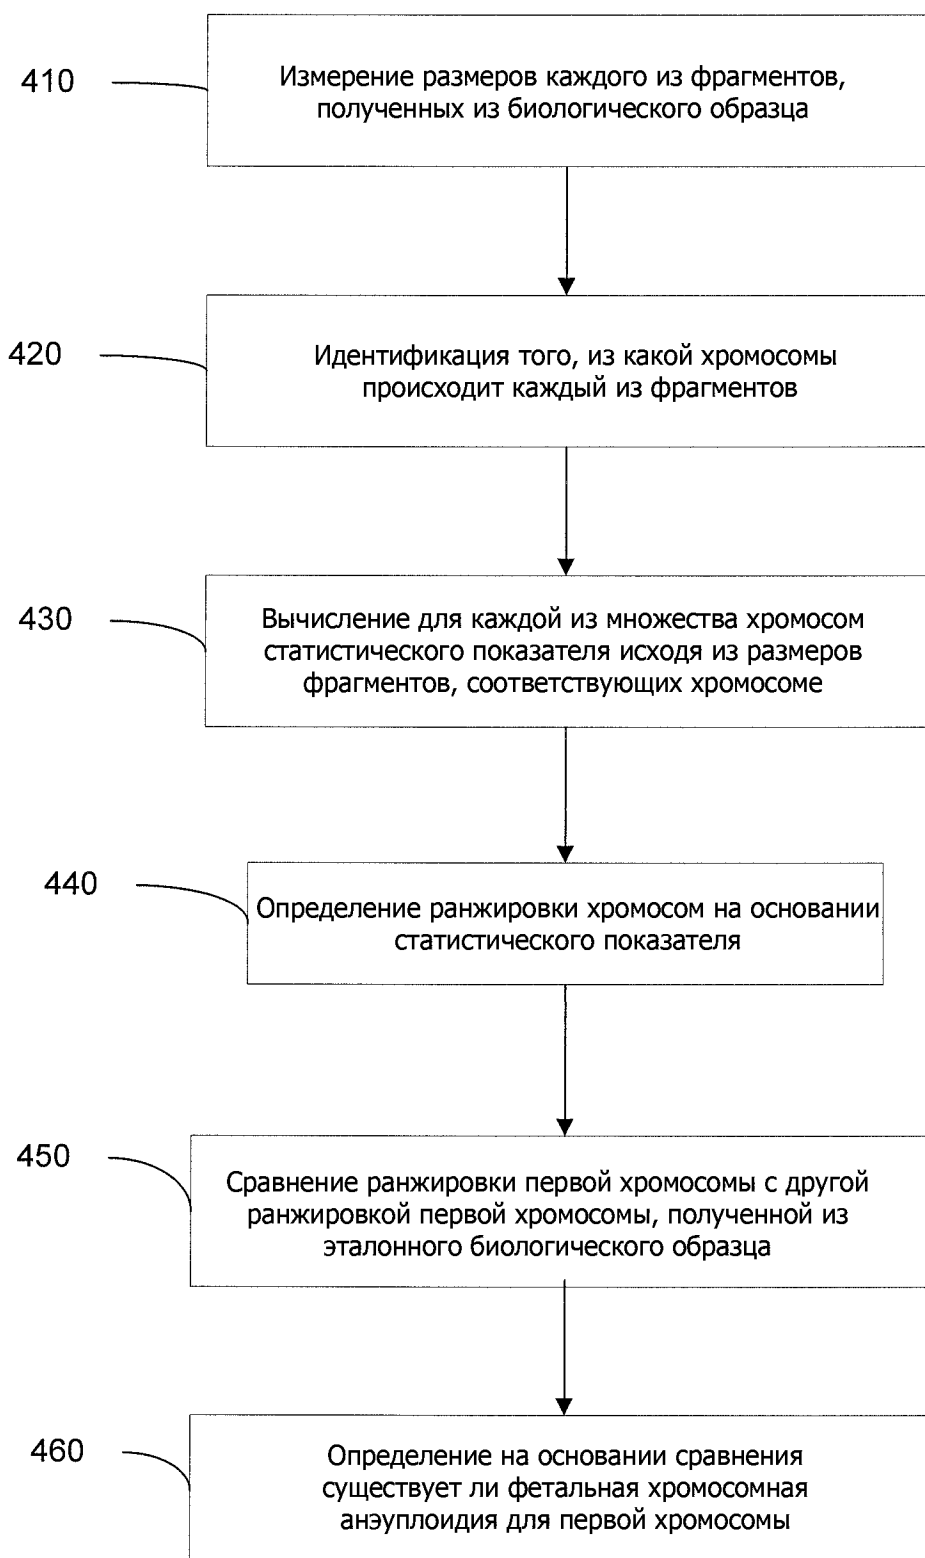 410
Измерение размеров каждого из фрагментов,
полученных из биологического образца
420
Идентификация того, из какой хромосомы
происходит каждый из фрагментов
430
Вычисление для каждой из множества хромосом
статистического показателя исходя из размеров
фрагментов, соответствующих хромосоме
440
Определение ранжировки хромосом на основании
статистического показателя
450
Сравнение ранжировки первой хромосомы с другой
ранжировкой первой хромосомы, полученной из
эталонного биологического образца
460
Определение на основании сравнения
существует ли фетальная хромосомная
анэуплоидия для первой хромосомы